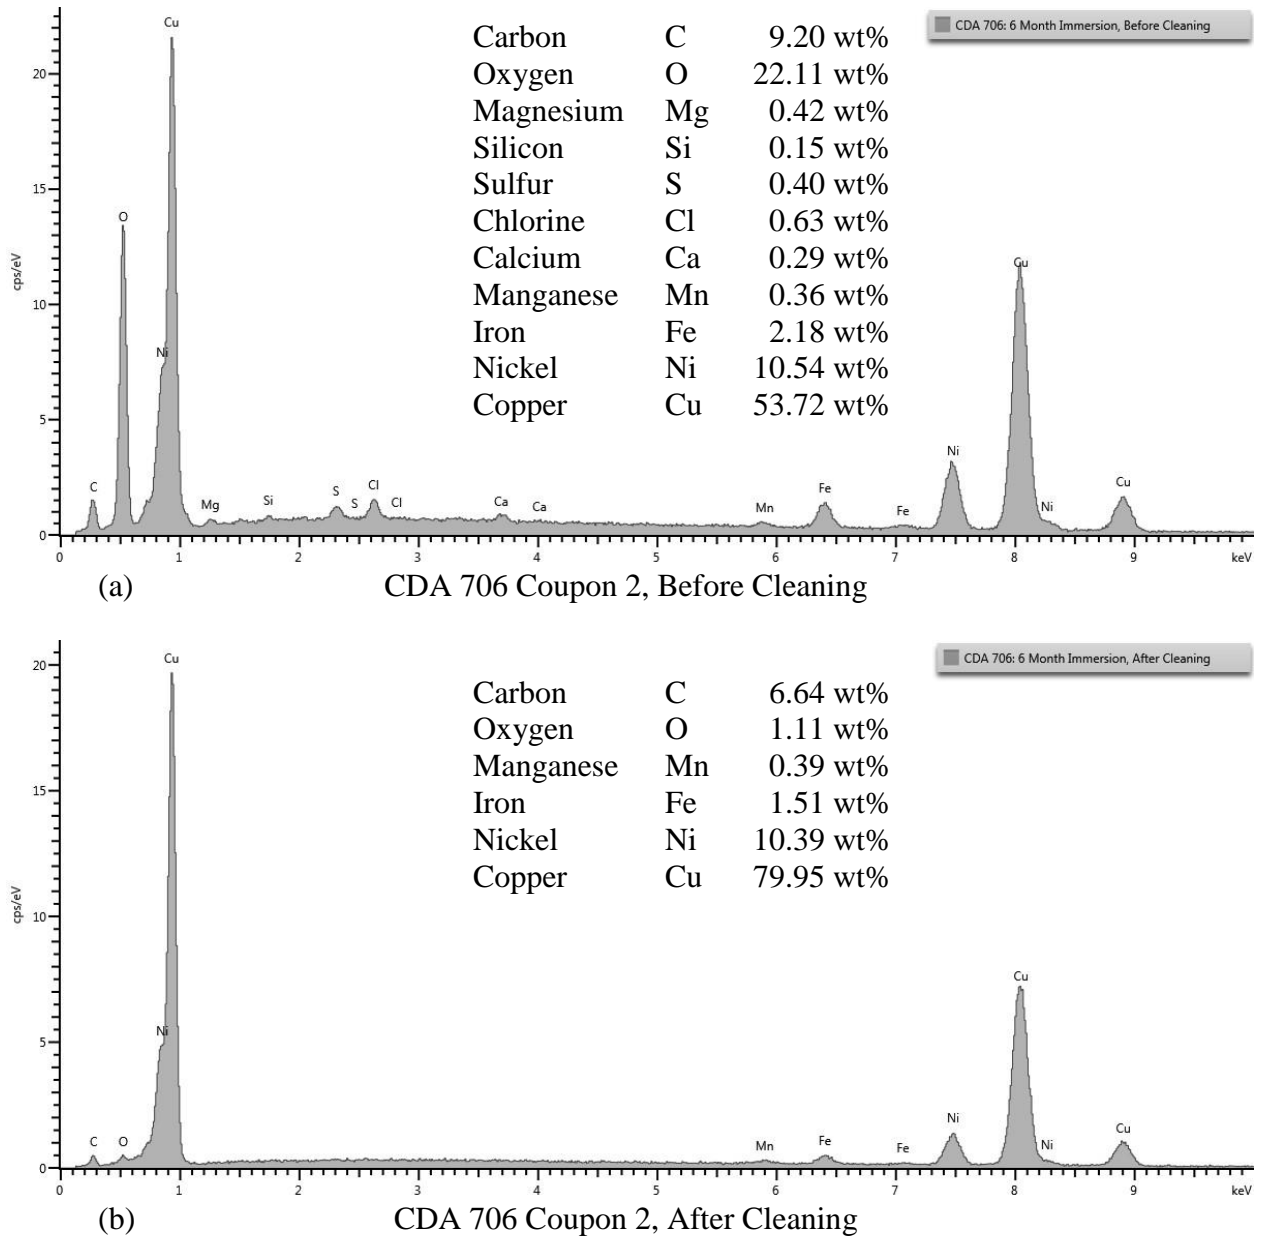 CDA 706: 6 Month Immersion, Before Cleaning
Carbon C 9.20 wt%
Oxygen O 22.11 wt%
Magnesium Mg 0.42 wt%
Silicon Si 0.15 wt%
Sulfur S 0.40 wt%
Chlorine Cl 0.63 wt%
Calcium Ca 0.29 wt%
Manganese Mn 0.36 wt%
Iron Fe 2.18 wt%
Nickel Ni 10.54 wt%
Copper Cu 53.72 wt%
cps/eV
20
15
10
5
0
C O Ni Cu Mg Si S S Cl Cl Ca Ca Mn Fe Fe Ni Cu Ni Cu
0 1 2 3 4 5 6 7 8 9 keV
(a) CDA 706 Coupon 2, Before Cleaning
CDA 706: 6 Month Immersion, After Cleaning
Carbon C 6.64 wt%
Oxygen O 1.11 wt%
Manganese Mn 0.39 wt%
Iron Fe 1.51 wt%
Nickel Ni 10.39 wt%
Copper Cu 79.95 wt%
cps/eV
20
15
10
5
0
C O Ni Cu Mn Fe Fe Ni Cu Ni Cu
0 1 2 3 4 5 6 7 8 9 keV
(b) CDA 706 Coupon 2, After Cleaning